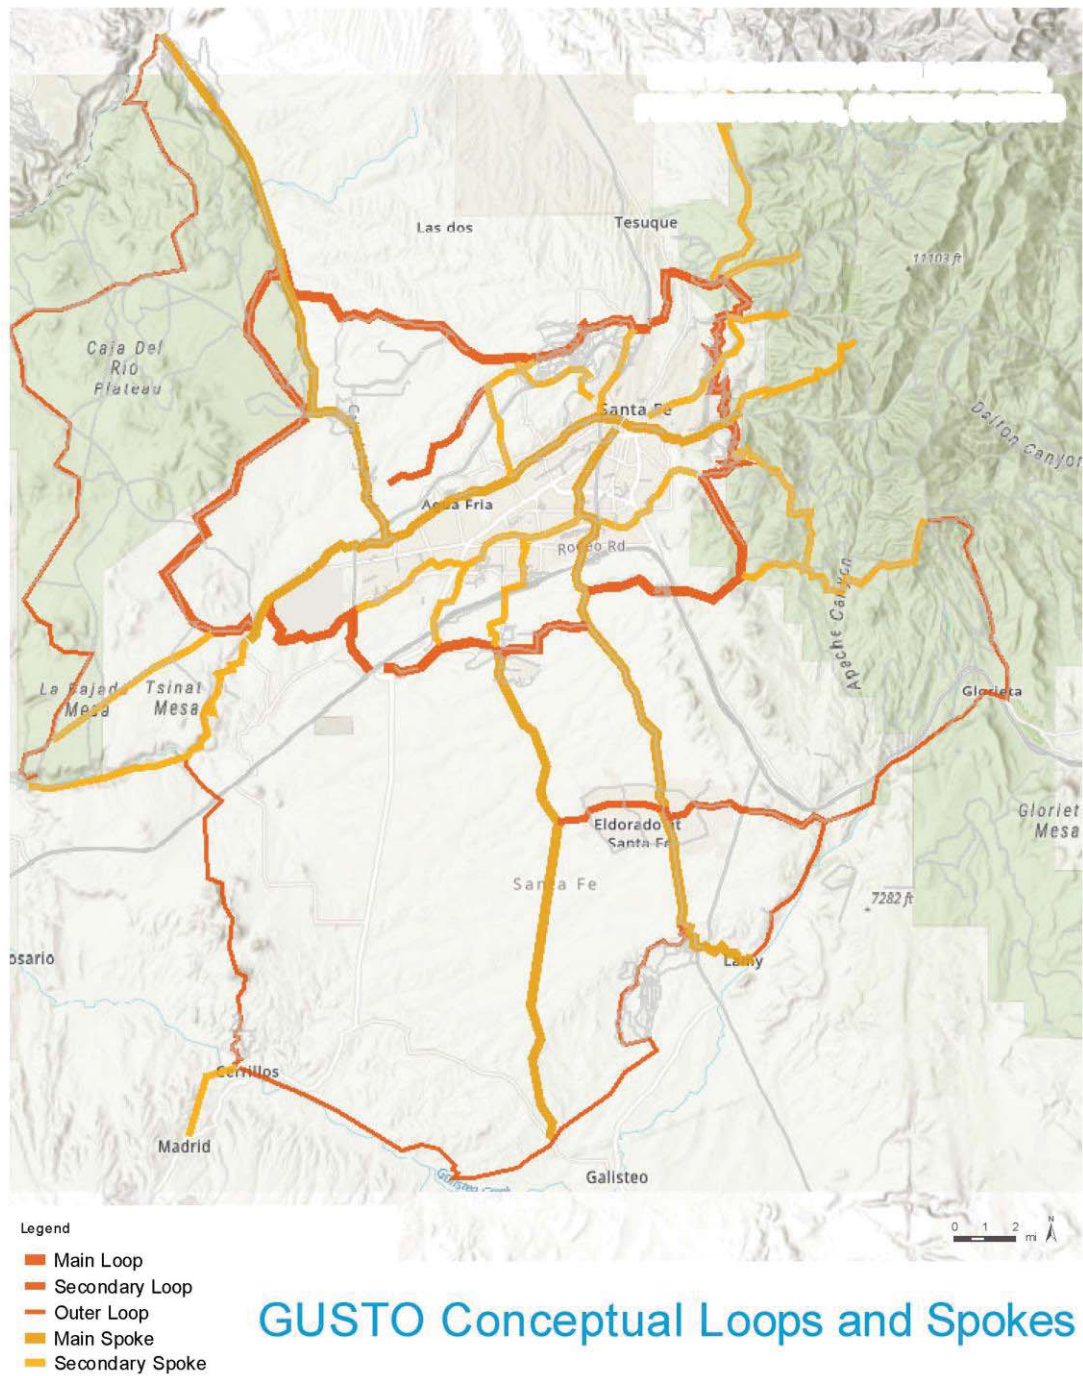 Las dos
Tesuque
11103 ft
Caja Del
Rio
Plateau
Santa Fe
Dalton Canyon
Agua Fria
Rodeo Rd
Apache Canyon
La Bajada
Mesa
Tsinat
Mesa
Glorieta
Gloriet
Mesa
Eldorado at
Santa Fe
Santa Fe
7282 ft
Lamy
osario
Cerrillos
Madrid
Galisteo
Galisteo Creek
Legend
Main Loop
Secondary Loop
Outer Loop
Main Spoke
Secondary Spoke
0 1 2
mi
N
GUSTO Conceptual Loops and Spokes